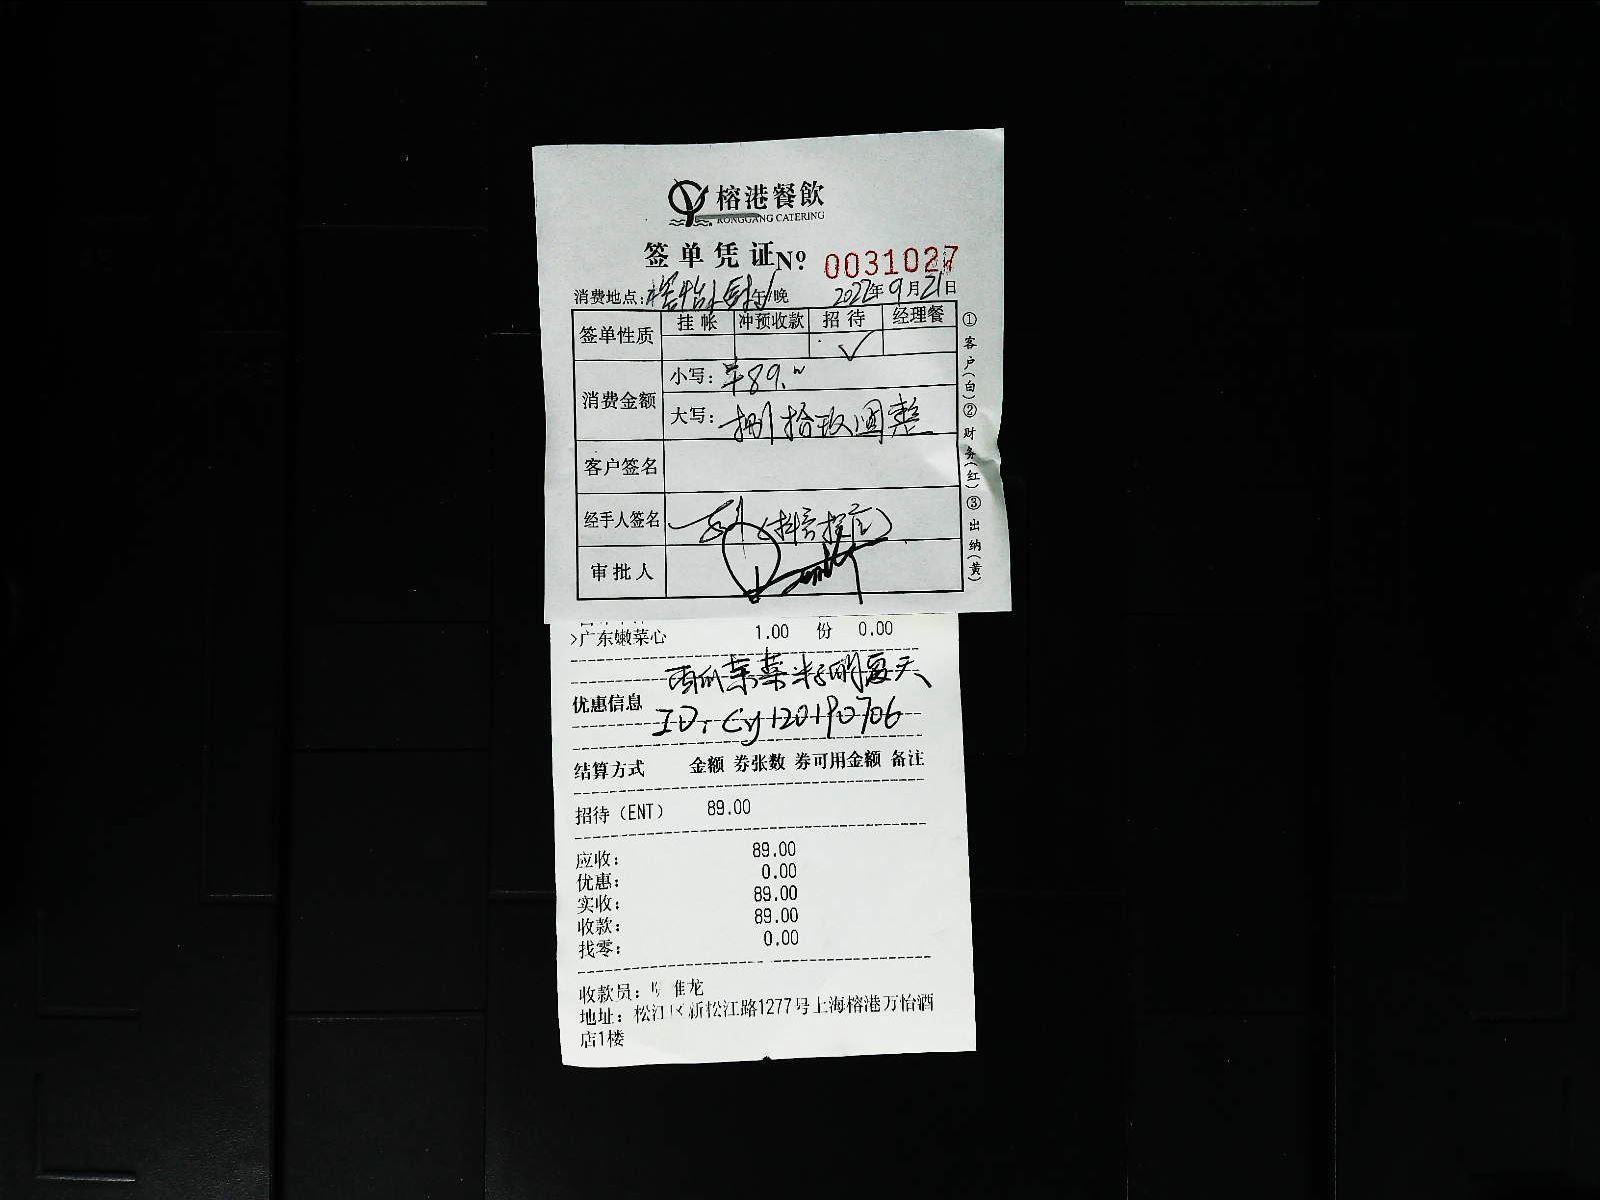 榕港餐飲
RONGGANG CATERING
签单凭证 Nº 0031027
消费地点: 午/晚 2022年9月21日
签单性质 挂帐 冲预收款 招待 经理餐
✓
消费金额 小写: ¥89.
大写: 捌拾玖圆整
客户签名
经手人签名
审批人
①客户(白)②财务(红)③出纳(黄)
>广东嫩菜心 1.00 份 0.00
优惠信息
夏天
ID: Cy120190706
结算方式 金额 券张数 券可用金额 备注
招待(ENT) 89.00
应收: 89.00
优惠: 0.00
实收: 89.00
收款: 89.00
找零: 0.00
收款员: 龙
地址: 松江区新松江路1277号上海榕港万怡酒
店1楼